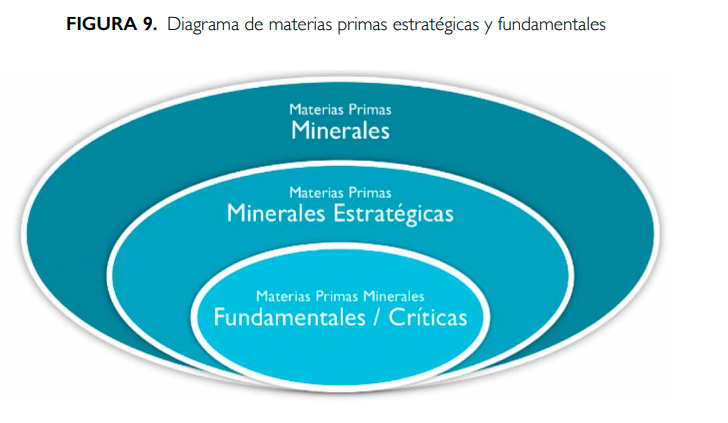 FIGURA 9. Diagrama de materias primas estratégicas y fundamentales
Materias Primas
Minerales
Materias Primas
Minerales Estratégicas
Materias Primas Minerales
Fundamentales / Críticas